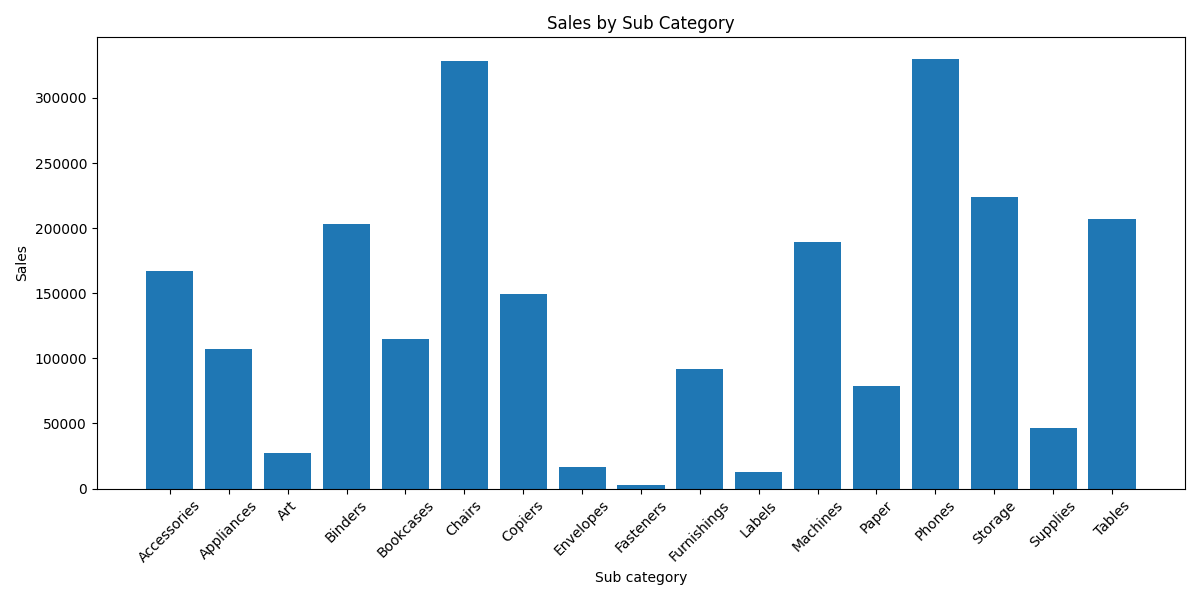 Sales by Sub Category
Sales
300000
250000
200000
150000
100000
50000
0
Accessories
Appliances
Art
Binders
Bookcases
Chairs
Copiers
Envelopes
Fasteners
Furnishings
Labels
Machines
Paper
Phones
Storage
Supplies
Tables
Sub category